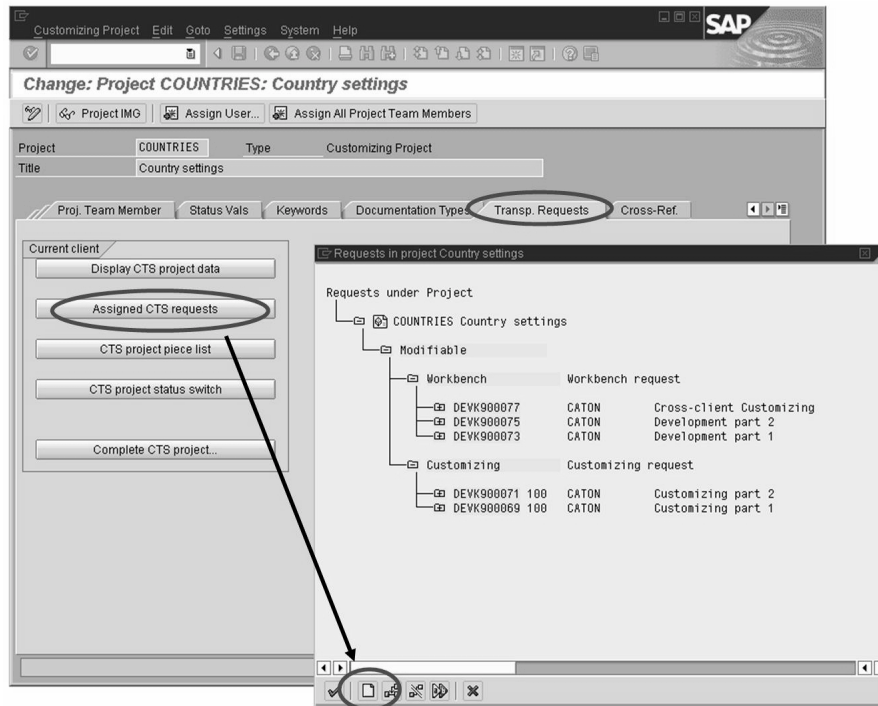 Customizing Project Edit Goto Settings System Help
SAP
Change: Project COUNTRIES: Country settings
Project IMG Assign User... Assign All Project Team Members
Project COUNTRIES Type Customizing Project
Title Country settings
Proj. Team Member Status Vals Keywords Documentation Types Transp. Requests Cross-Ref.
Current client
Display CTS project data
Assigned CTS requests
CTS project piece list
CTS project status switch
Complete CTS project...
Requests in project Country settings
Requests under Project
COUNTRIES Country settings
Modifiable
Workbench Workbench request
DEVK900077 CATON Cross-client Customizing
DEVK900075 CATON Development part 2
DEVK900073 CATON Development part 1
Customizing Customizing request
DEVK900071 100 CATON Customizing part 2
DEVK900069 100 CATON Customizing part 1